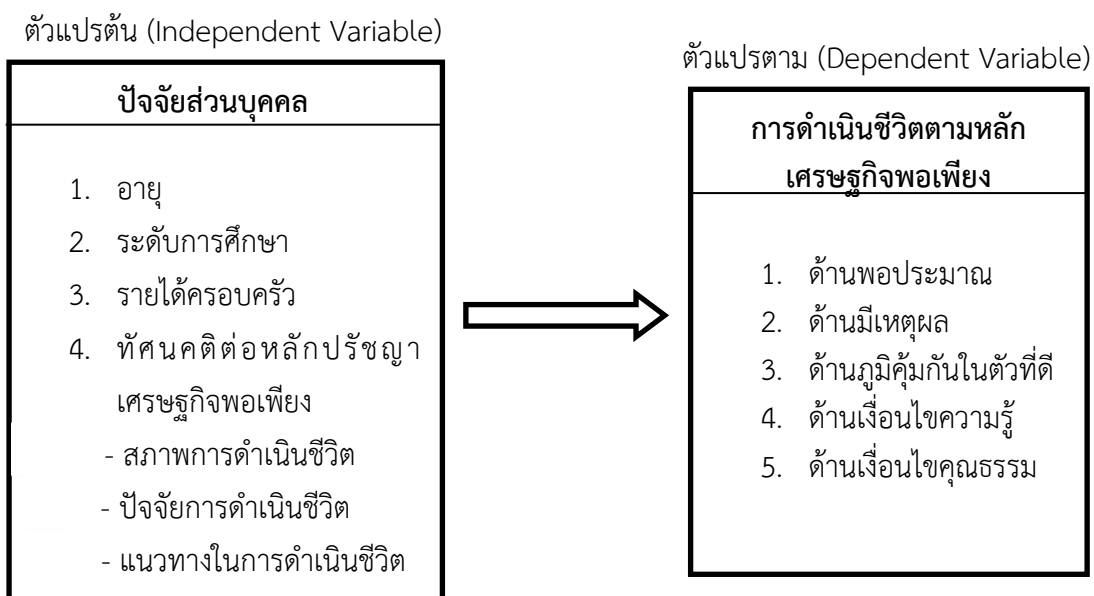 ตัวแปรต้น (Independent Variable)
ปัจจัยส่วนบุคคล
1. อายุ
2. ระดับการศึกษา
3. รายได้ครอบครัว
4. ทัศนคติต่อหลักปรัชญา
เศรษฐกิจพอเพียง
- สภาพการดำเนินชีวิต
- ปัจจัยการดำเนินชีวิต
- แนวทางในการดำเนินชีวิต
ตัวแปรตาม (Dependent Variable)
การดำเนินชีวิตตามหลัก
เศรษฐกิจพอเพียง
1. ด้านพอประมาณ
2. ด้านมีเหตุผล
3. ด้านภูมิคุ้มกันในตัวที่ดี
4. ด้านเงื่อนไขความรู้
5. ด้านเงื่อนไขคุณธรรม